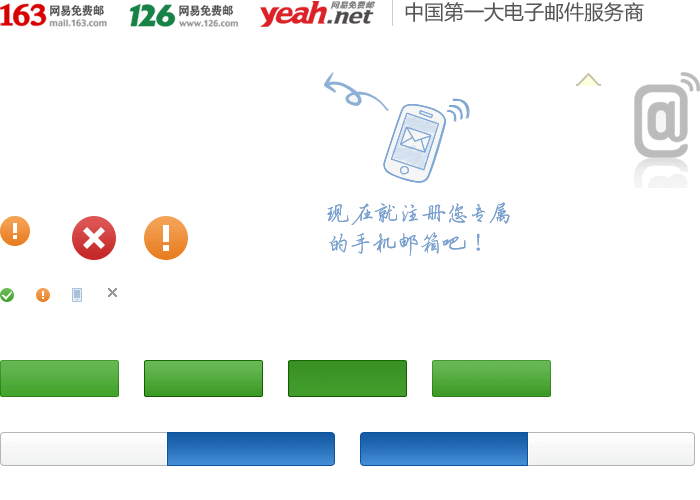 163 网易免费邮 mail.163.com
126 网易免费邮 www.126.com
yeah.net 网易免费邮
中国第一大电子邮件服务商
@
现在就注册您专属
的手机邮箱吧！